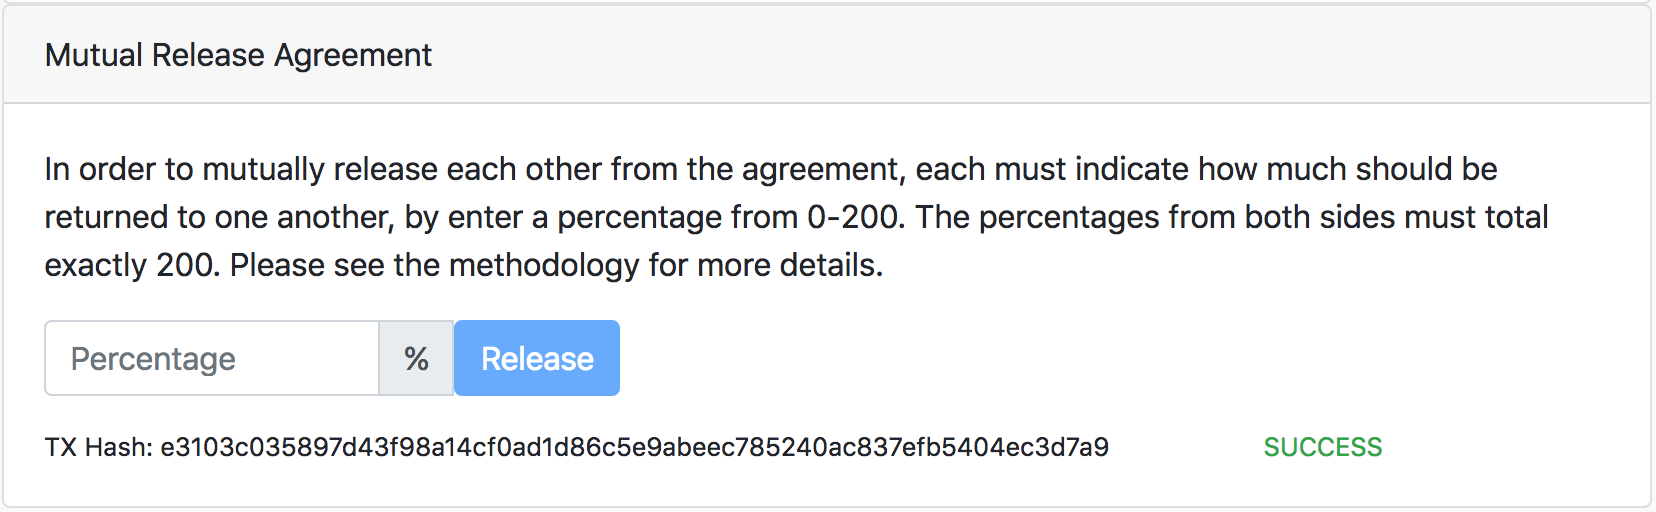 Mutual Release Agreement
In order to mutually release each other from the agreement, each must indicate how much should be
returned to one another, by enter a percentage from 0-200. The percentages from both sides must total
exactly 200. Please see the methodology for more details.
Percentage % Release
TX Hash: e3103c035897d43f98a14cf0ad1d86c5e9abeec785240ac837efb5404ec3d7a9 SUCCESS